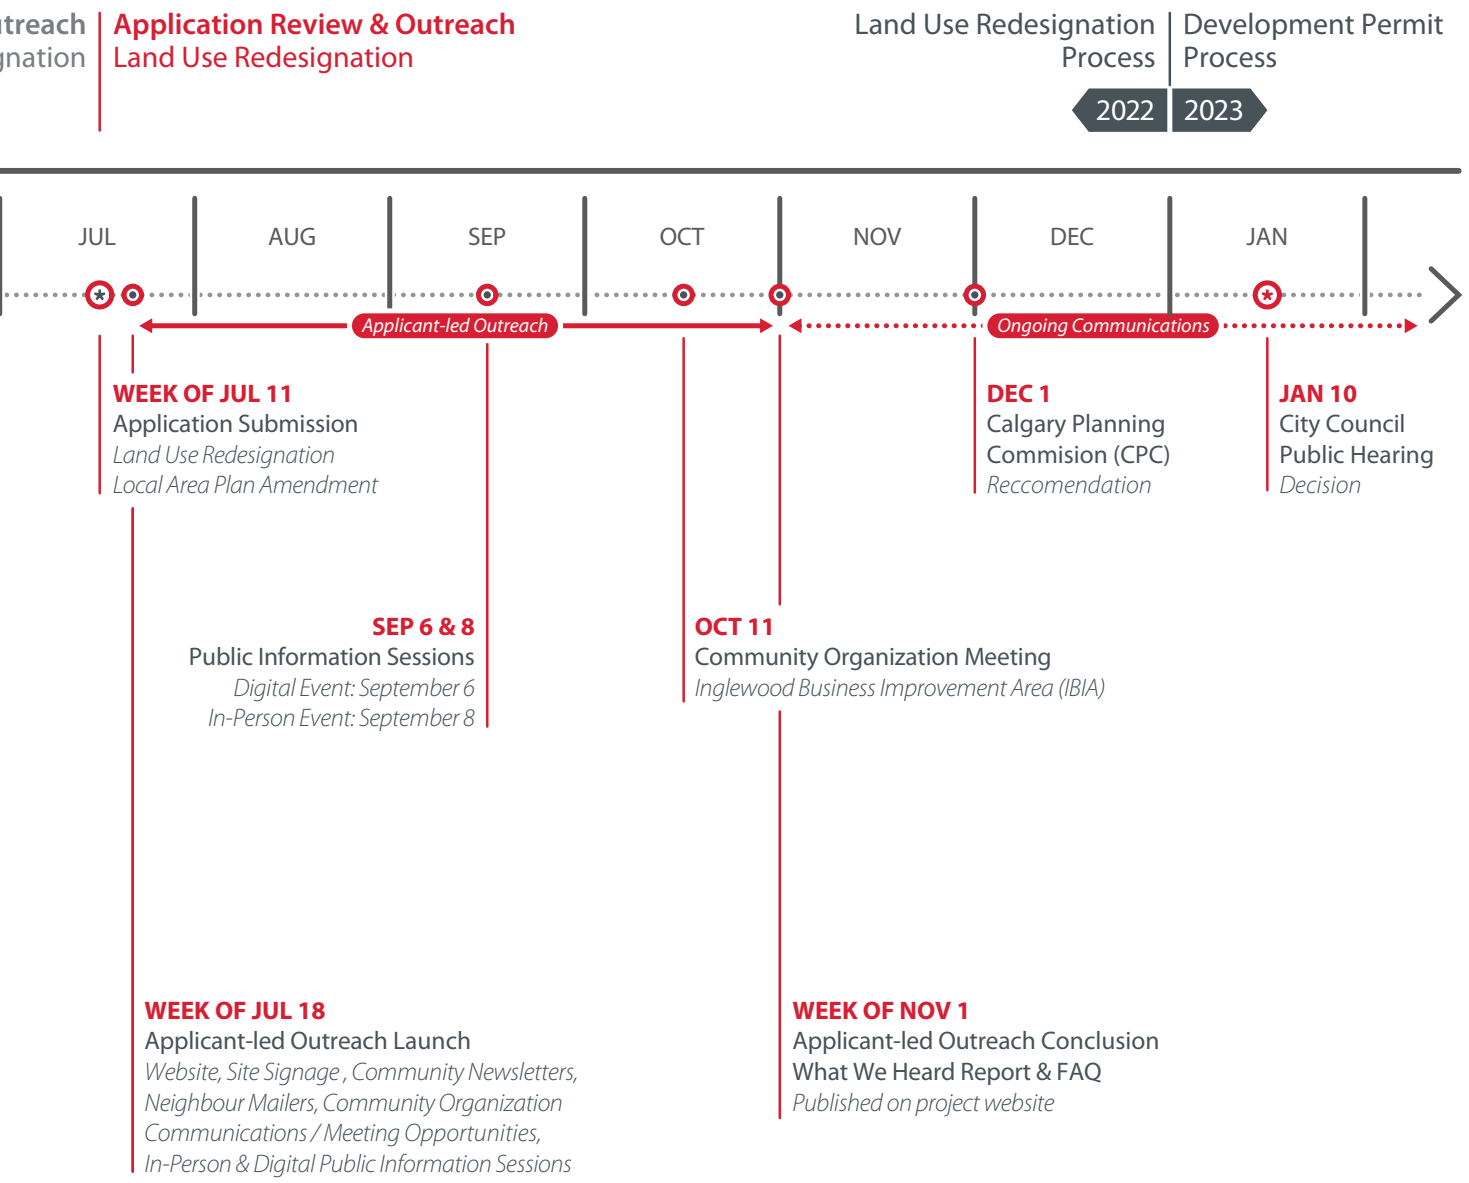 Application Review & Outreach
Land Use Redesignation
Land Use Redesignation
Process
Development Permit
Process
2022
2023
JUL
AUG
SEP
OCT
NOV
DEC
JAN
*
*
Applicant-led Outreach
Ongoing Communications
WEEK OF JUL 11
Application Submission
Land Use Redesignation
Local Area Plan Amendment
DEC 1
Calgary Planning
Commision (CPC)
Reccomendation
JAN 10
City Council
Public Hearing
Decision
SEP 6 & 8
Public Information Sessions
Digital Event: September 6
In-Person Event: September 8
OCT 11
Community Organization Meeting
Inglewood Business Improvement Area (IBIA)
WEEK OF JUL 18
Applicant-led Outreach Launch
Website, Site Signage , Community Newsletters,
Neighbour Mailers, Community Organization
Communications / Meeting Opportunities,
In-Person & Digital Public Information Sessions
WEEK OF NOV 1
Applicant-led Outreach Conclusion
What We Heard Report & FAQ
Published on project website